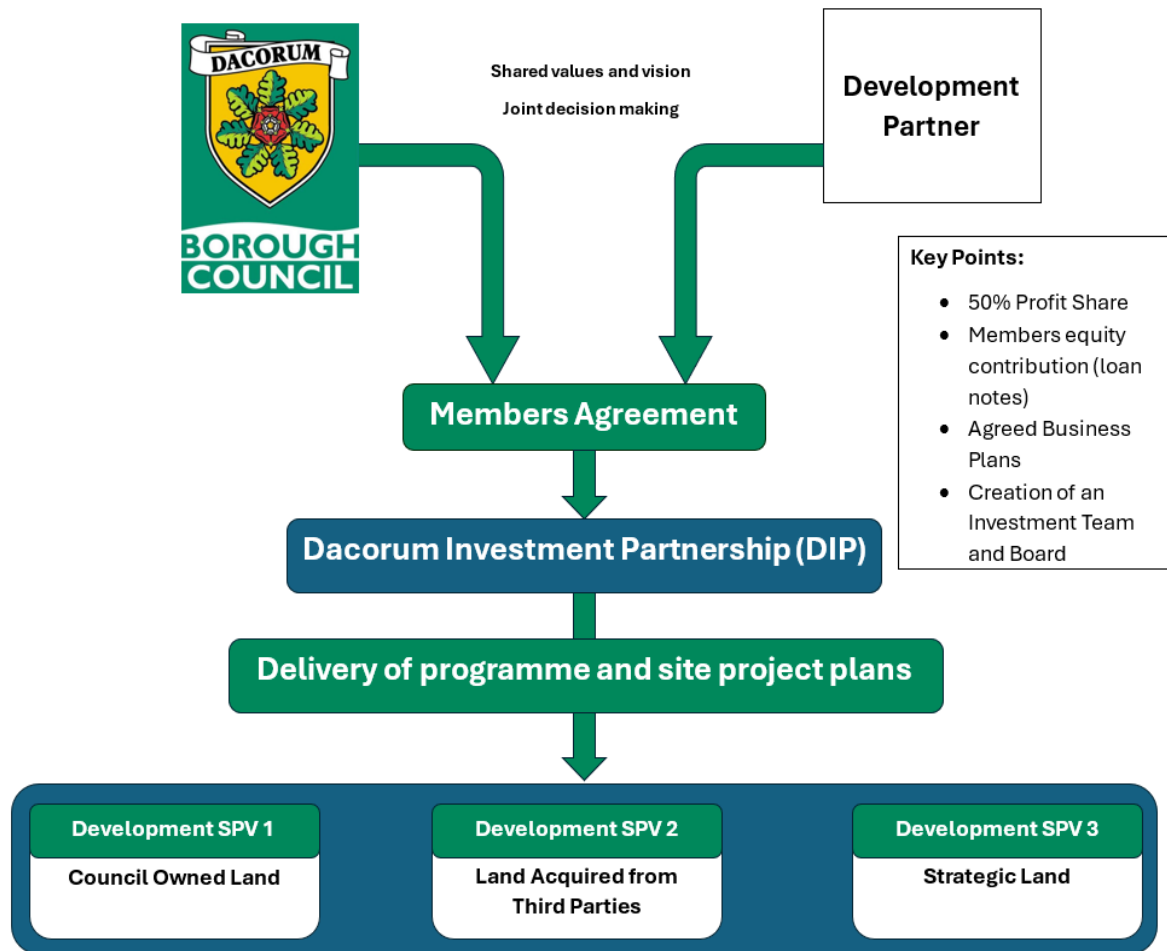 DACORUM
BOROUGH
COUNCIL
Shared values and vision
Joint decision making
Development
Partner
Key Points:
• 50% Profit Share
• Members equity
contribution (loan
notes)
• Agreed Business
Plans
• Creation of an
Investment Team
and Board
Members Agreement
Dacorum Investment Partnership (DIP)
Delivery of programme and site project plans
Development SPV 1
Council Owned Land
Development SPV 2
Land Acquired from
Third Parties
Development SPV 3
Strategic Land